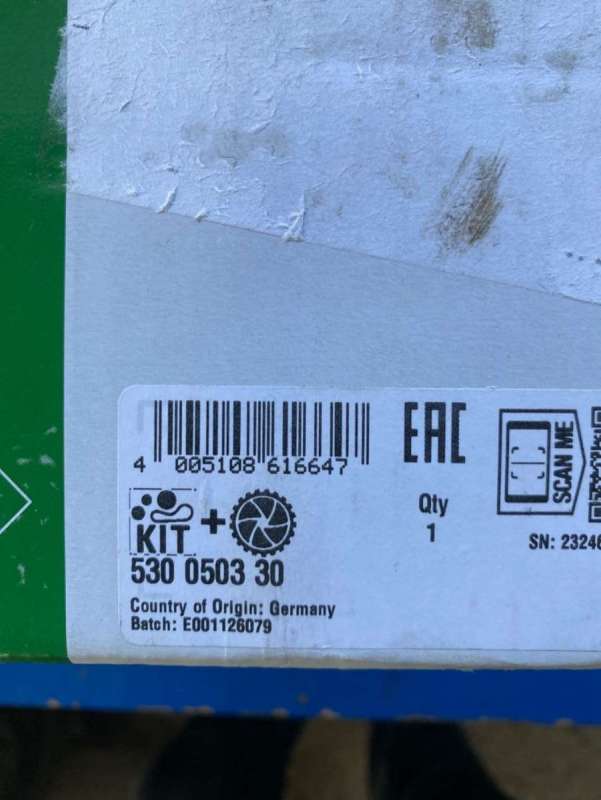 4 005108 616647
EAC
Qty
1
SCAN ME
KIT +
530 0503 30
SN: 23246
Country of Origin: Germany
Batch: E001126079